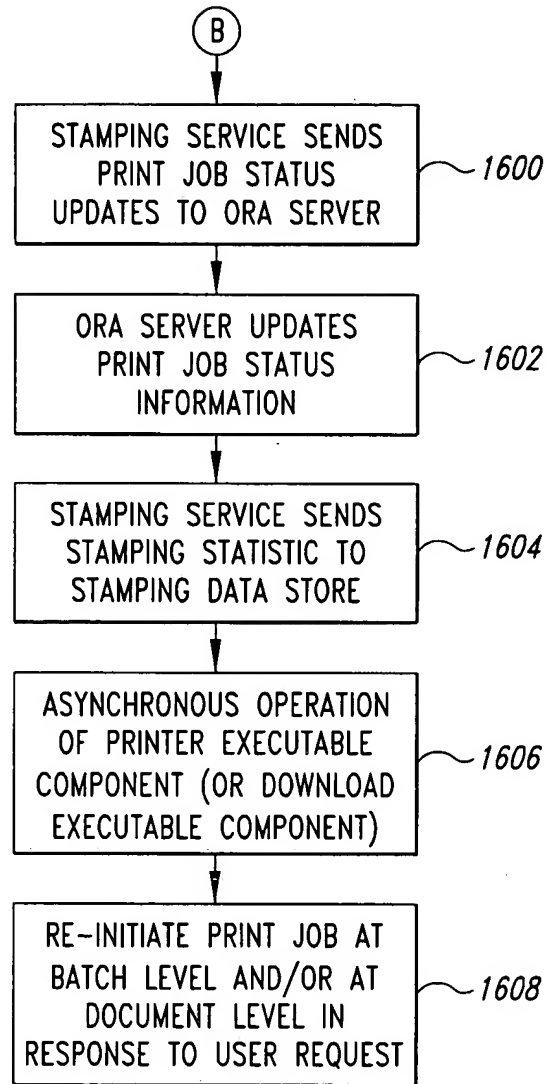 B
STAMPING SERVICE SENDS
PRINT JOB STATUS
UPDATES TO ORA SERVER
1600
ORA SERVER UPDATES
PRINT JOB STATUS
INFORMATION
1602
STAMPING SERVICE SENDS
STAMPING STATISTIC TO
STAMPING DATA STORE
1604
ASYNCHRONOUS OPERATION
OF PRINTER EXECUTABLE
COMPONENT (OR DOWNLOAD
EXECUTABLE COMPONENT)
1606
RE-INITIATE PRINT JOB AT
BATCH LEVEL AND/OR AT
DOCUMENT LEVEL IN
RESPONSE TO USER REQUEST
1608